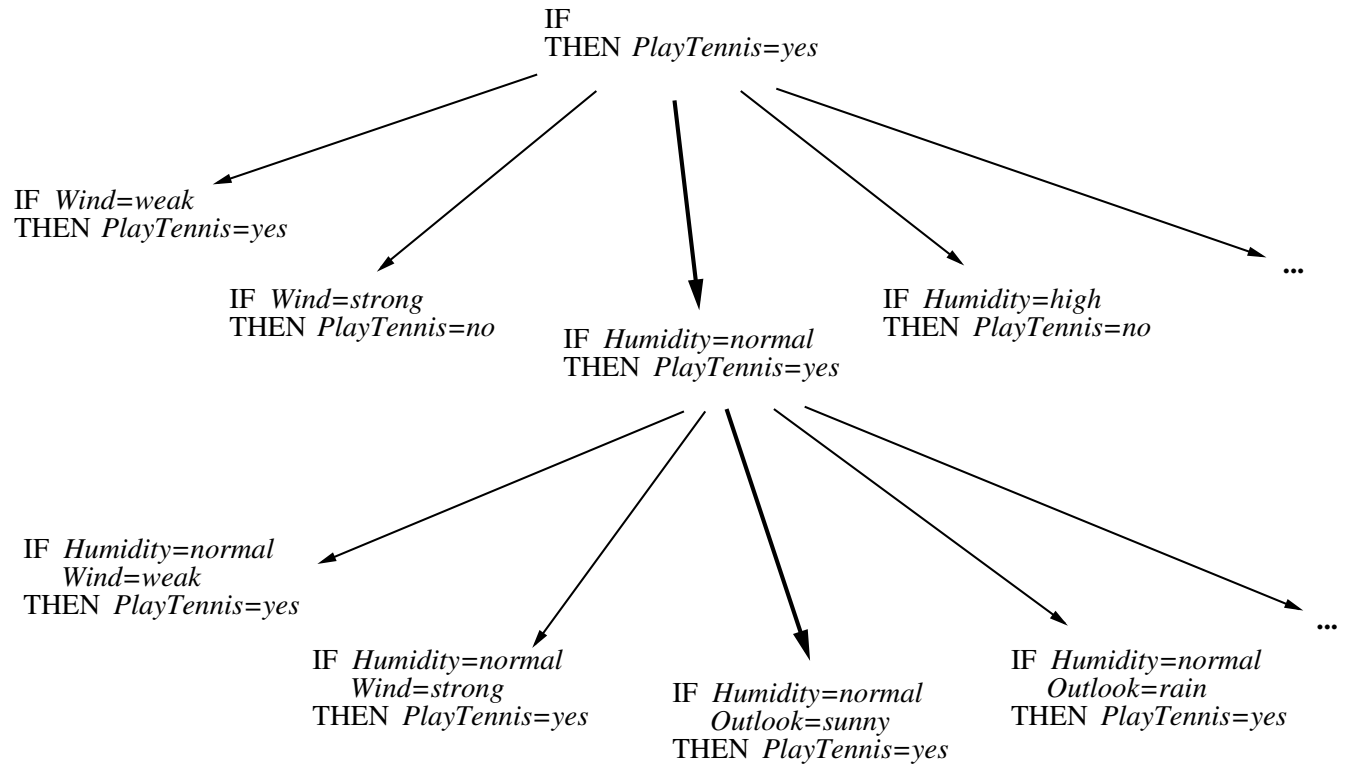 IF
THEN PlayTennis=yes
IF Wind=weak
THEN PlayTennis=yes
IF Wind=strong
THEN PlayTennis=no
IF Humidity=normal
THEN PlayTennis=yes
IF Humidity=high
THEN PlayTennis=no
...
IF Humidity=normal
Wind=weak
THEN PlayTennis=yes
IF Humidity=normal
Wind=strong
THEN PlayTennis=yes
IF Humidity=normal
Outlook=sunny
THEN PlayTennis=yes
IF Humidity=normal
Outlook=rain
THEN PlayTennis=yes
...